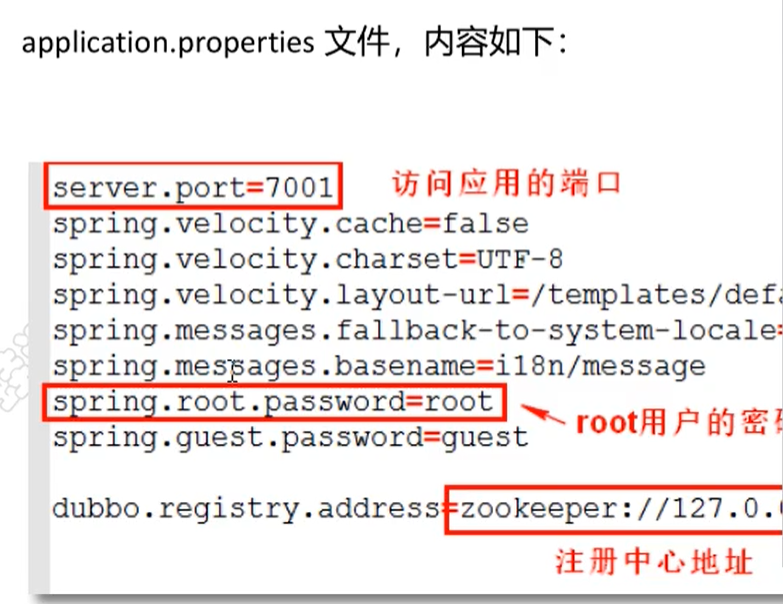 application.properties 文件，内容如下：
server.port=7001 访问应用的端口
spring.velocity.cache=false
spring.velocity.charset=UTF-8
spring.velocity.layout-url=/templates/
spring.messages.fallback-to-system-locale=
spring.messages.basename=i18n/message
spring.root.password=root
root用户的密
spring.guest.password=guest
dubbo.registry.address=zookeeper://127.0.
注册中心地址